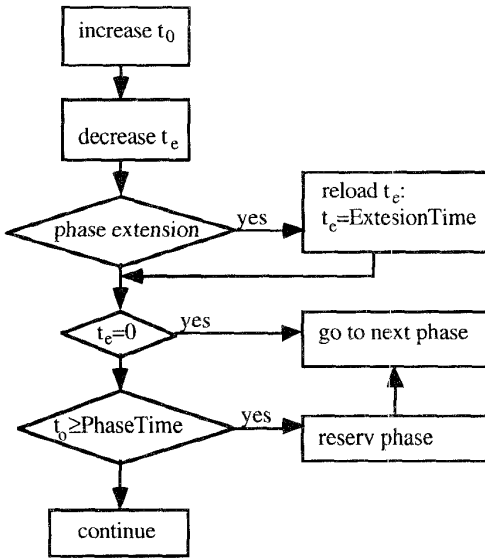 increase t₀
decrease tₑ
phase extension
yes
reload tₑ:
tₑ=ExtesionTime
tₑ=0
yes
go to next phase
tₒ≥PhaseTime
yes
reserv phase
continue